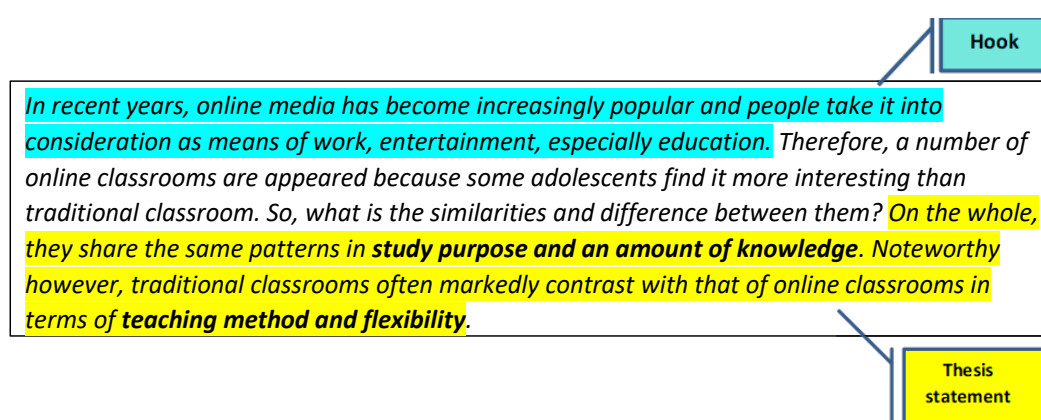 Hook
In recent years, online media has become increasingly popular and people take it into
consideration as means of work, entertainment, especially education. Therefore, a number of
online classrooms are appeared because some adolescents find it more interesting than
traditional classroom. So, what is the similarities and difference between them? On the whole,
they share the same patterns in study purpose and an amount of knowledge. Noteworthy
however, traditional classrooms often markedly contrast with that of online classrooms in
terms of teaching method and flexibility.
Thesis
statement